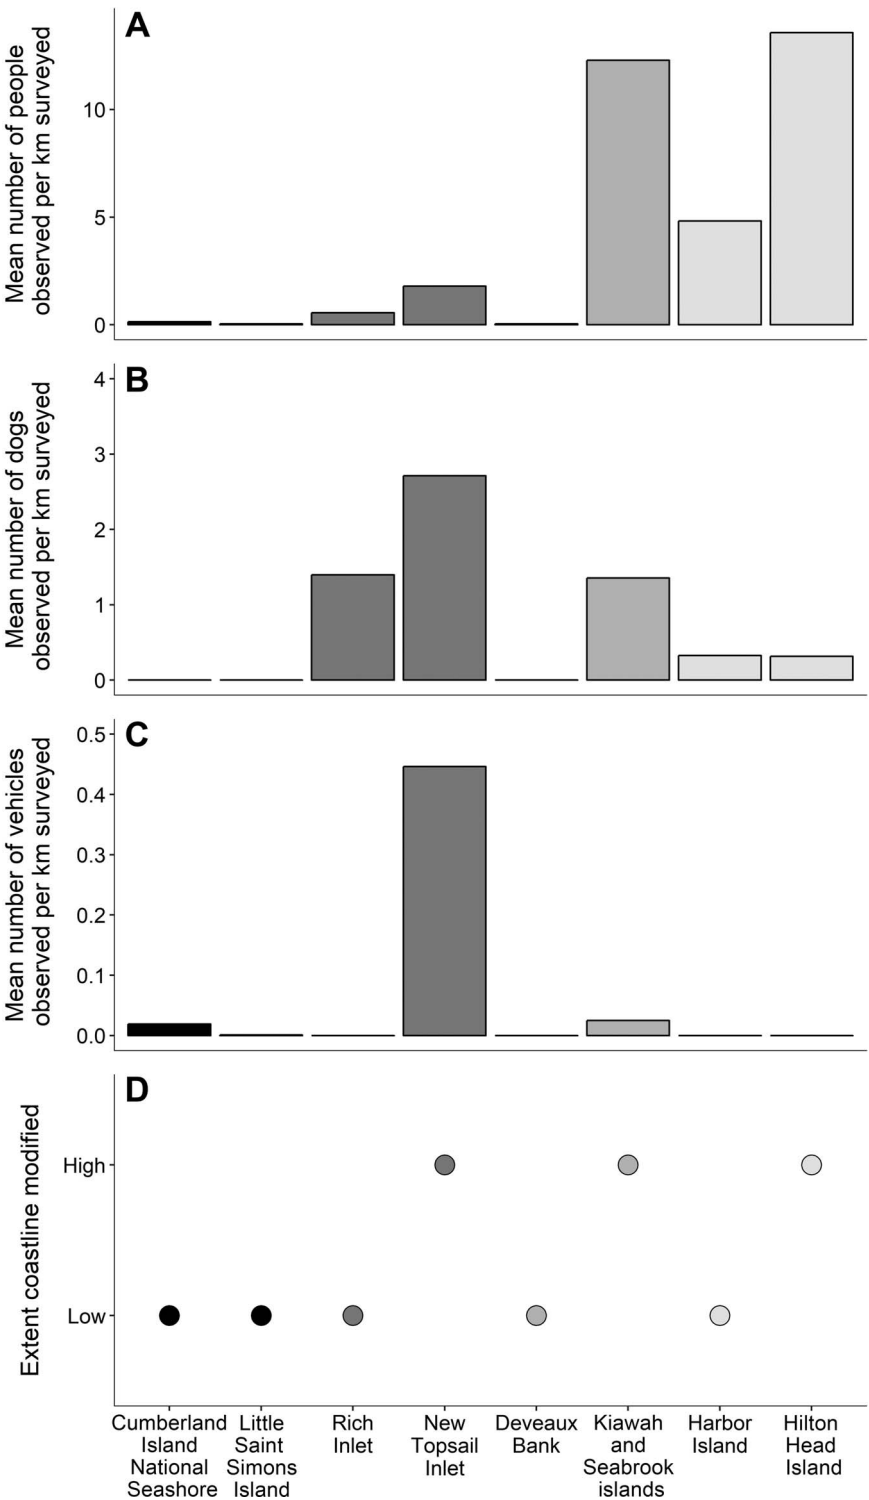 A
Mean number of people
observed per km surveyed
10
5
0
B
Mean number of dogs
observed per km surveyed
4
3
2
1
0
C
Mean number of vehicles
observed per km surveyed
0.5
0.4
0.3
0.2
0.1
0.0
D
Extent coastline modified
High
Low
Cumberland
Island
National
Seashore
Little
Saint
Simons
Island
Rich
Inlet
New
Topsail
Inlet
Deveaux
Bank
Kiawah
and
Seabrook
islands
Harbor
Island
Hilton
Head
Island